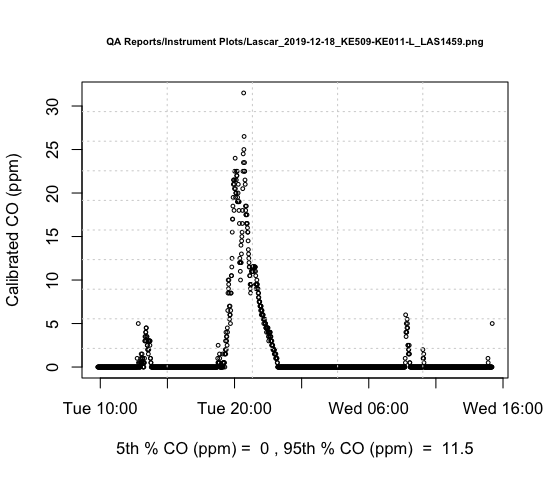 QA Reports/Instrument Plots/Lascar_2019-12-18_KE509-KE011-L_LAS1459.png
Calibrated CO (ppm)
30
25
20
15
10
5
0
Tue 10:00 Tue 20:00 Wed 06:00 Wed 16:00
5th % CO (ppm) = 0 , 95th % CO (ppm) = 11.5